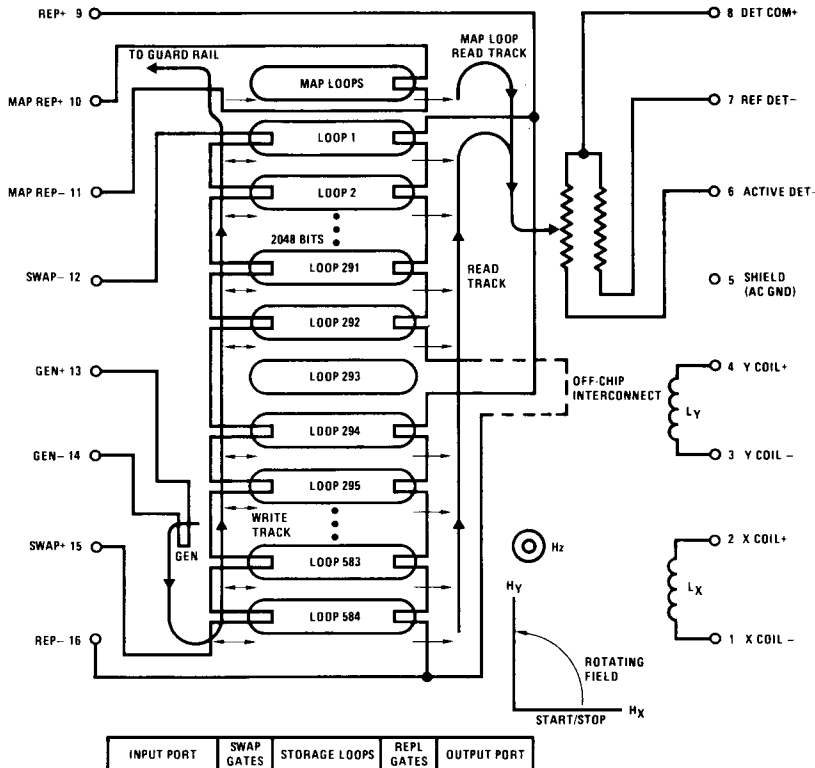 REP+ 9
8 DET COM+
TO GUARD RAIL
MAP LOOP
READ TRACK
MAP LOOPS
MAP REP+ 10
7 REF DET-
LOOP 1
MAP REP- 11
LOOP 2
6 ACTIVE DET-
2048 BITS
LOOP 291
READ
TRACK
SWAP- 12
5 SHIELD
(AC GND)
LOOP 292
GEN+ 13
LOOP 293
OFF-CHIP
INTERCONNECT
4 Y COIL+
LY
LOOP 294
GEN- 14
3 Y COIL -
LOOP 295
WRITE
TRACK
GEN
SWAP+ 15
LOOP 583
HZ
2 X COIL+
HY
LX
LOOP 584
REP- 16
1 X COIL -
ROTATING
FIELD
START/STOP
HX
INPUT PORT
SWAP
GATES
STORAGE LOOPS
REPL
GATES
OUTPUT PORT